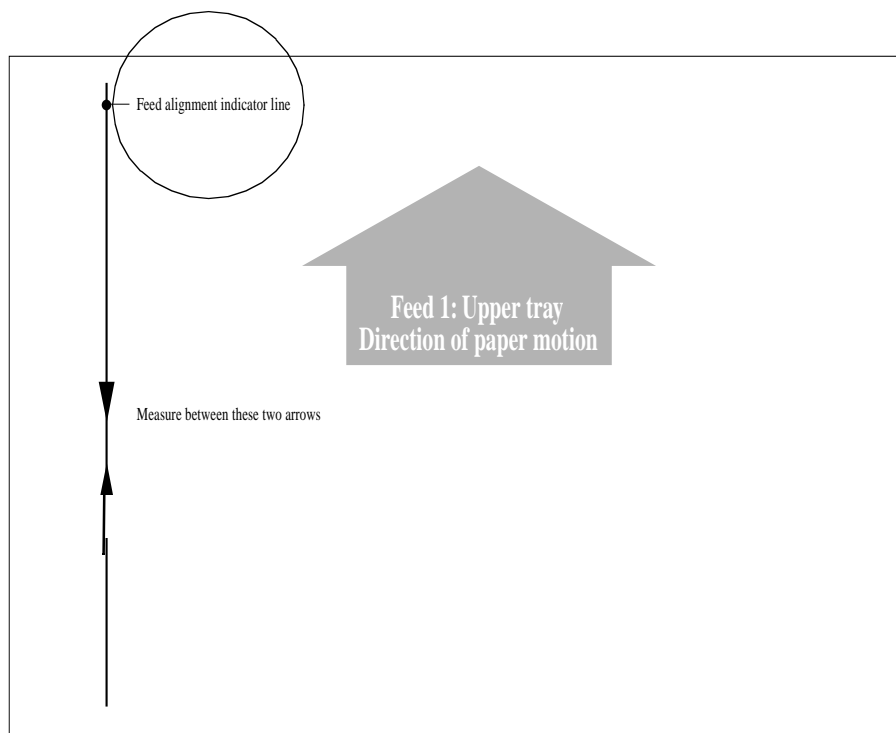 Feed alignment indicator line
Feed 1: Upper tray
Direction of paper motion
Measure between these two arrows